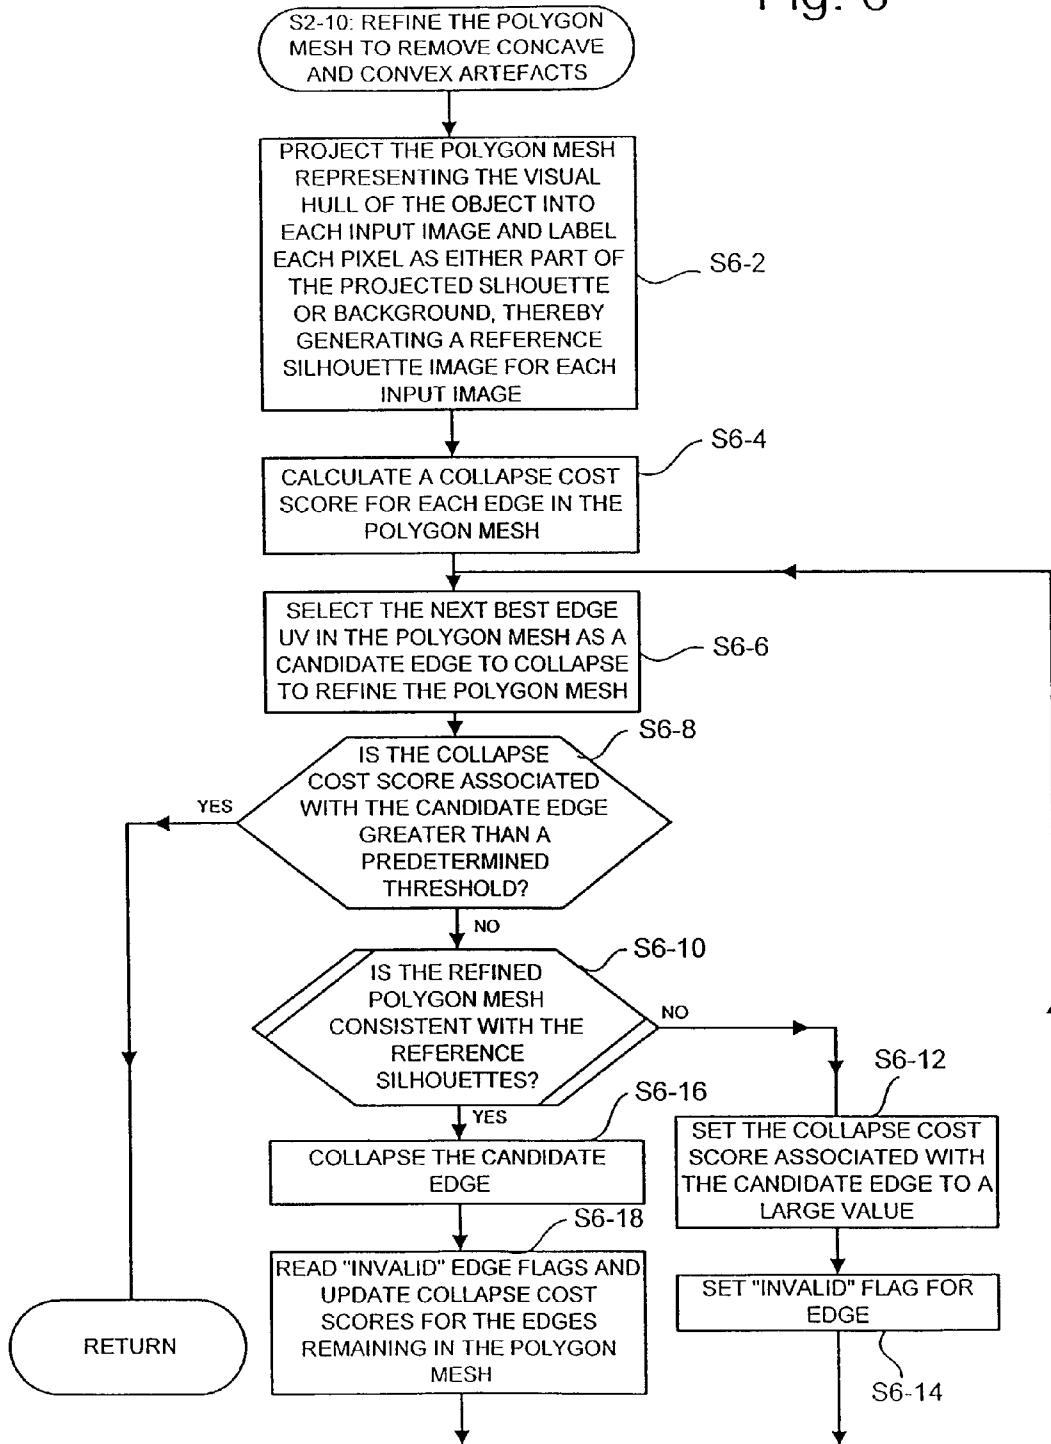 S2-10: REFINE THE POLYGON
MESH TO REMOVE CONCAVE
AND CONVEX ARTEFACTS
PROJECT THE POLYGON MESH
REPRESENTING THE VISUAL
HULL OF THE OBJECT INTO
EACH INPUT IMAGE AND LABEL
EACH PIXEL AS EITHER PART OF
THE PROJECTED SLHOUETTE
OR BACKGROUND, THEREBY
GENERATING A REFERENCE
SILHOUETTE IMAGE FOR EACH
INPUT IMAGE
S6-2
S6-4
CALCULATE A COLLAPSE COST
SCORE FOR EACH EDGE IN THE
POLYGON MESH
SELECT THE NEXT BEST EDGE
UV IN THE POLYGON MESH AS A
CANDIDATE EDGE TO COLLAPSE
TO REFINE THE POLYGON MESH
S6-6
S6-8
IS THE COLLAPSE
COST SCORE ASSOCIATED
WITH THE CANDIDATE EDGE
GREATER THAN A
PREDETERMINED
THRESHOLD?
YES
NO
S6-10
IS THE REFINED
POLYGON MESH
CONSISTENT WITH THE
REFERENCE
SILHOUETTES?
NO
YES
S6-12
SET THE COLLAPSE COST
SCORE ASSOCIATED WITH
THE CANDIDATE EDGE TO A
LARGE VALUE
S6-16
COLLAPSE THE CANDIDATE
EDGE
S6-18
READ "INVALID" EDGE FLAGS AND
UPDATE COLLAPSE COST
SCORES FOR THE EDGES
REMAINING IN THE POLYGON
MESH
SET "INVALID" FLAG FOR
EDGE
S6-14
RETURN